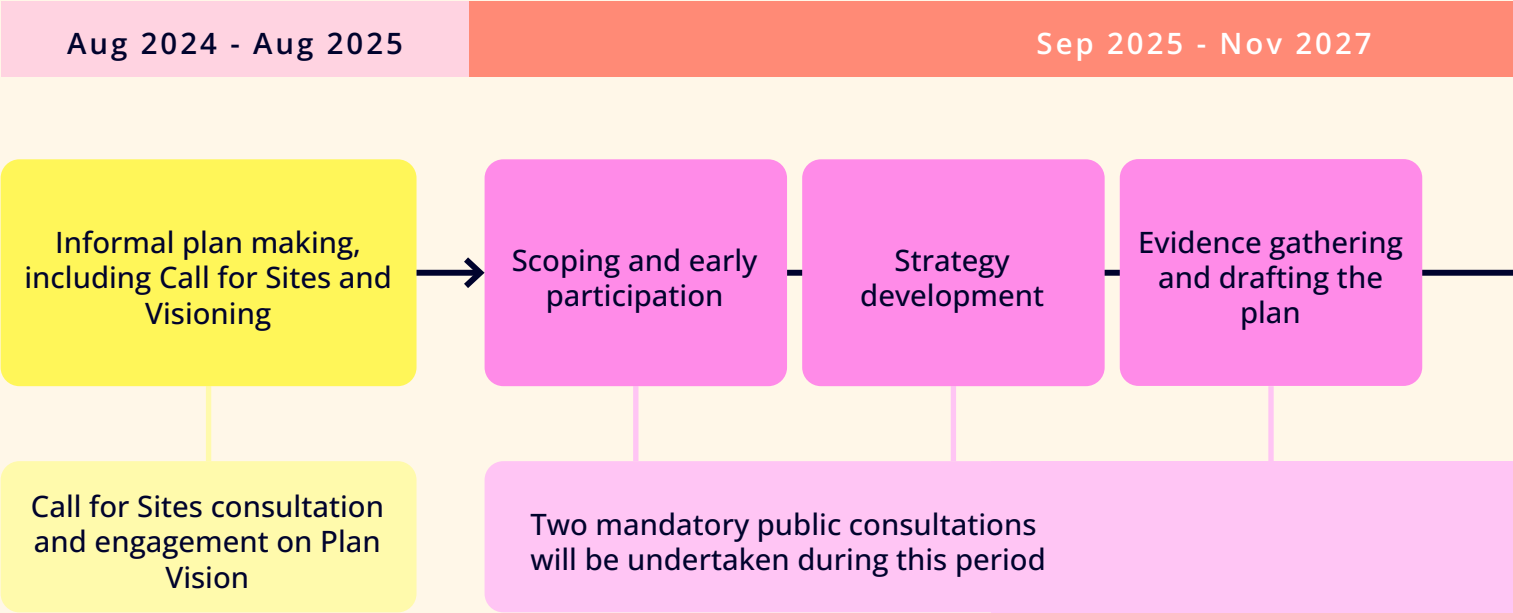 Aug 2024 - Aug 2025
Sep 2025 - Nov 2027
Informal plan making,
including Call for Sites and
Visioning
Scoping and early
participation
Strategy
development
Evidence gathering
and drafting the
plan
Call for Sites consultation
and engagement on Plan
Vision
Two mandatory public consultations
will be undertaken during this period